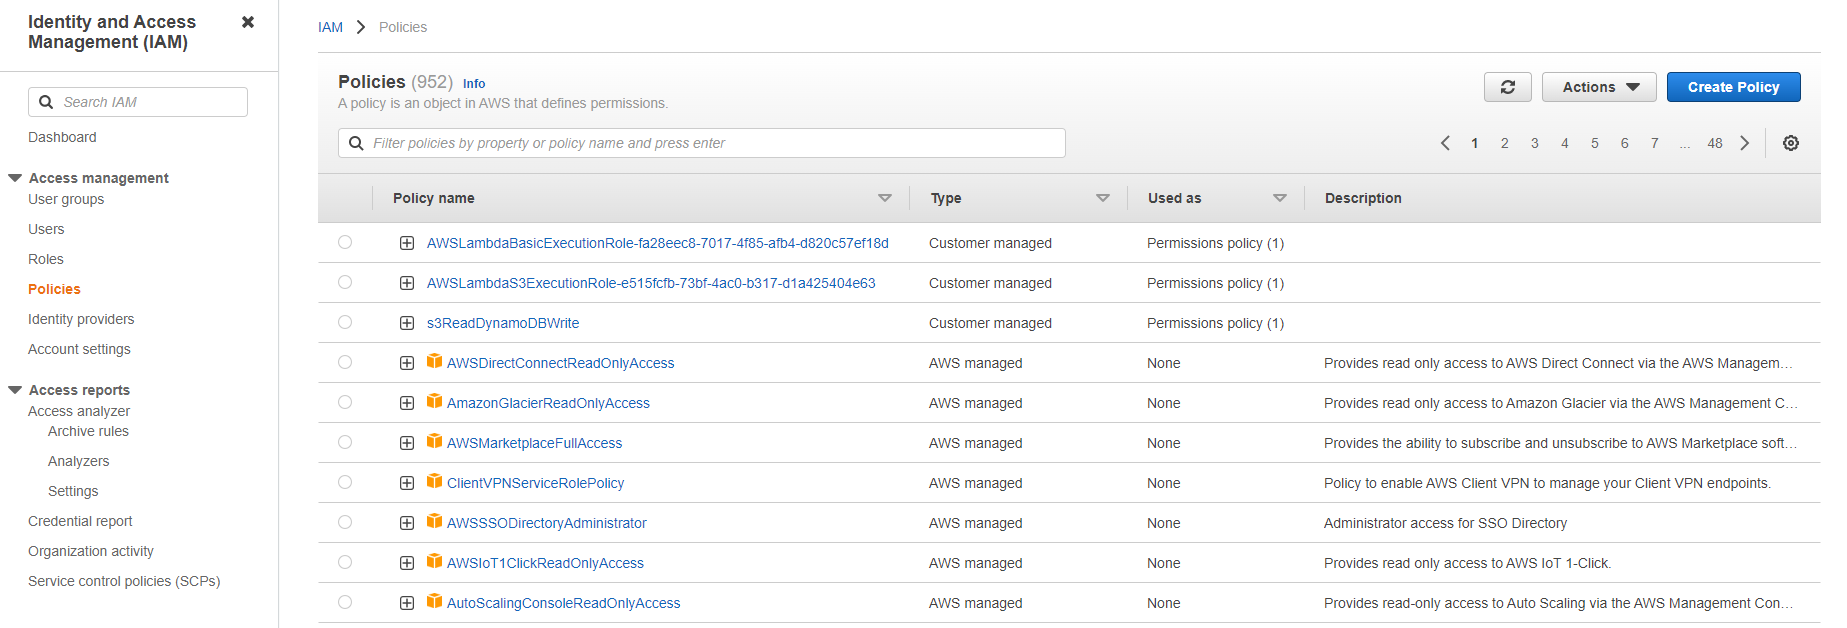 Identity and Access
Management (IAM)
Search IAM
Dashboard
Access management
User groups
Users
Roles
Policies
Identity providers
Account settings
Access reports
Access analyzer
Archive rules
Analyzers
Settings
Credential report
Organization activity
Service control policies (SCPs)
IAM Policies
Policies (952) Info
A policy is an object in AWS that defines permissions.
Actions Create Policy
Filter policies by property or policy name and press enter
1 2 3 4 5 6 7 ... 48
Policy name Type Used as Description
AWSLambdaBasicExecutionRole-fa28eec8-7017-4f85-afb4-d820c57ef18d Customer managed Permissions policy (1)
AWSLambdaS3ExecutionRole-e515fcfb-73bf-4ac0-b317-d1a425404e63 Customer managed Permissions policy (1)
s3ReadDynamoDBWrite Customer managed Permissions policy (1)
AWSDirectConnectReadOnlyAccess AWS managed None Provides read only access to AWS Direct Connect via the AWS Managem…
AmazonGlacierReadOnlyAccess AWS managed None Provides read only access to Amazon Glacier via the AWS Management C…
AWSMarketplaceFullAccess AWS managed None Provides the ability to subscribe and unsubscribe to AWS Marketplace soft…
ClientVPNServiceRolePolicy AWS managed None Policy to enable AWS Client VPN to manage your Client VPN endpoints.
AWSSSODirectoryAdministrator AWS managed None Administrator access for SSO Directory
AWSIoT1ClickReadOnlyAccess AWS managed None Provides read only access to AWS IoT 1-Click.
AutoScalingConsoleReadOnlyAccess AWS managed None Provides read-only access to Auto Scaling via the AWS Management Con…